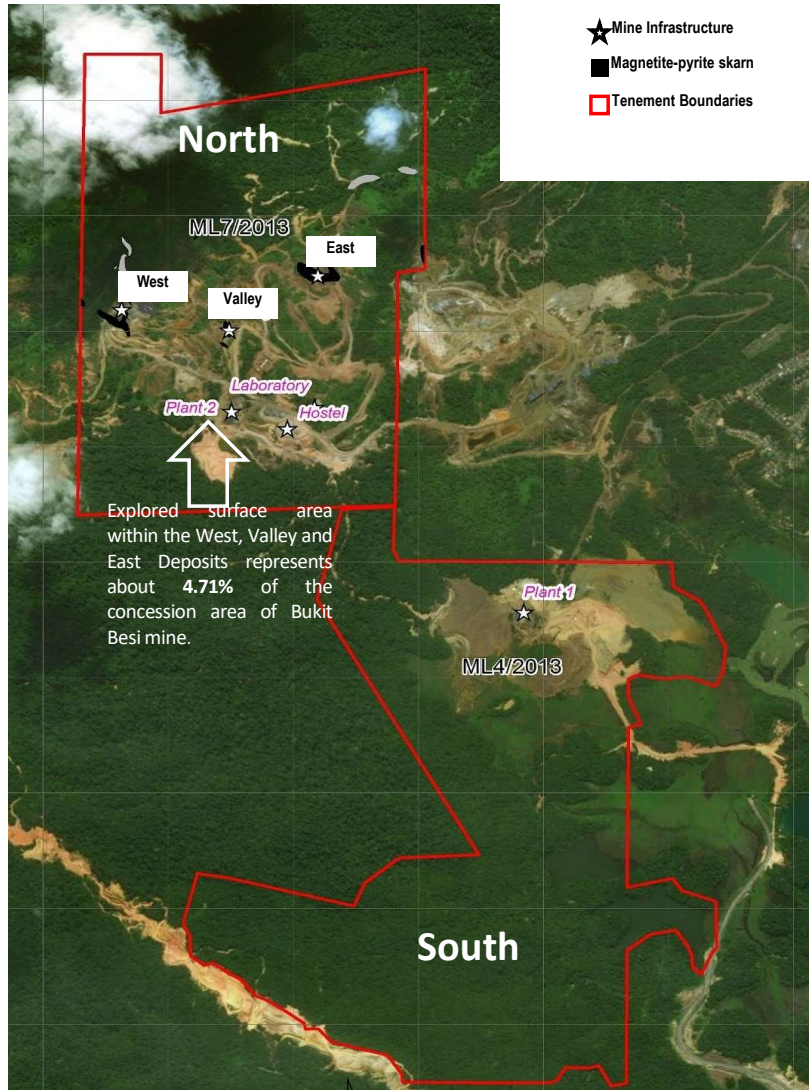 Mine Infrastructure
Magnetite-pyrite skarn
Tenement Boundaries
North
ML7/2013
East
West
Valley
Laboratory
Plant 2
Hostel
Explored surface area
within the West, Valley and
East Deposits represents
about 4.71% of the
concession area of Bukit
Besi mine.
Plant 1
ML4/2013
South